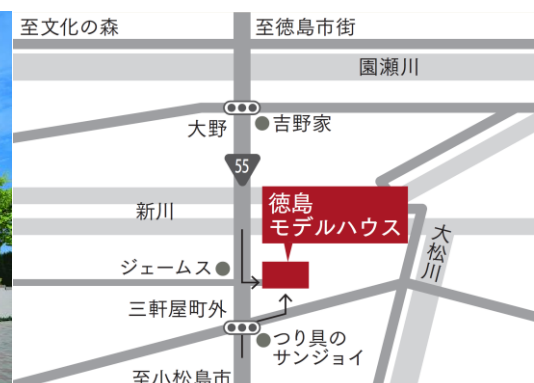 至文化の森
至徳島市街
園瀬川
大野
吉野家
55
新川
徳島
モデルハウス
大松川
ジェームス
三軒屋町外
つり具の
サンジョイ
至小松島市